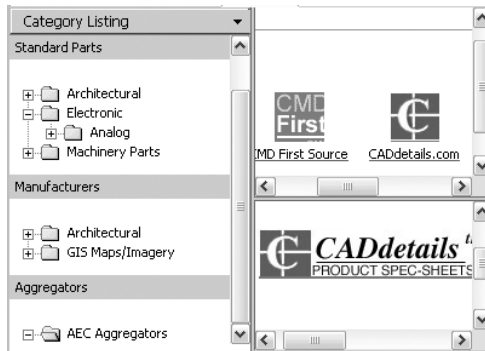 Category Listing
Standard Parts
Architectural
Electronic
Analog
Machinery Parts
Manufacturers
Architectural
GIS Maps/Imagery
Aggregators
AEC Aggregators
CMD
First
MD First Source
CADdetails.com
CADdetails
PRODUCT SPEC-SHEETS